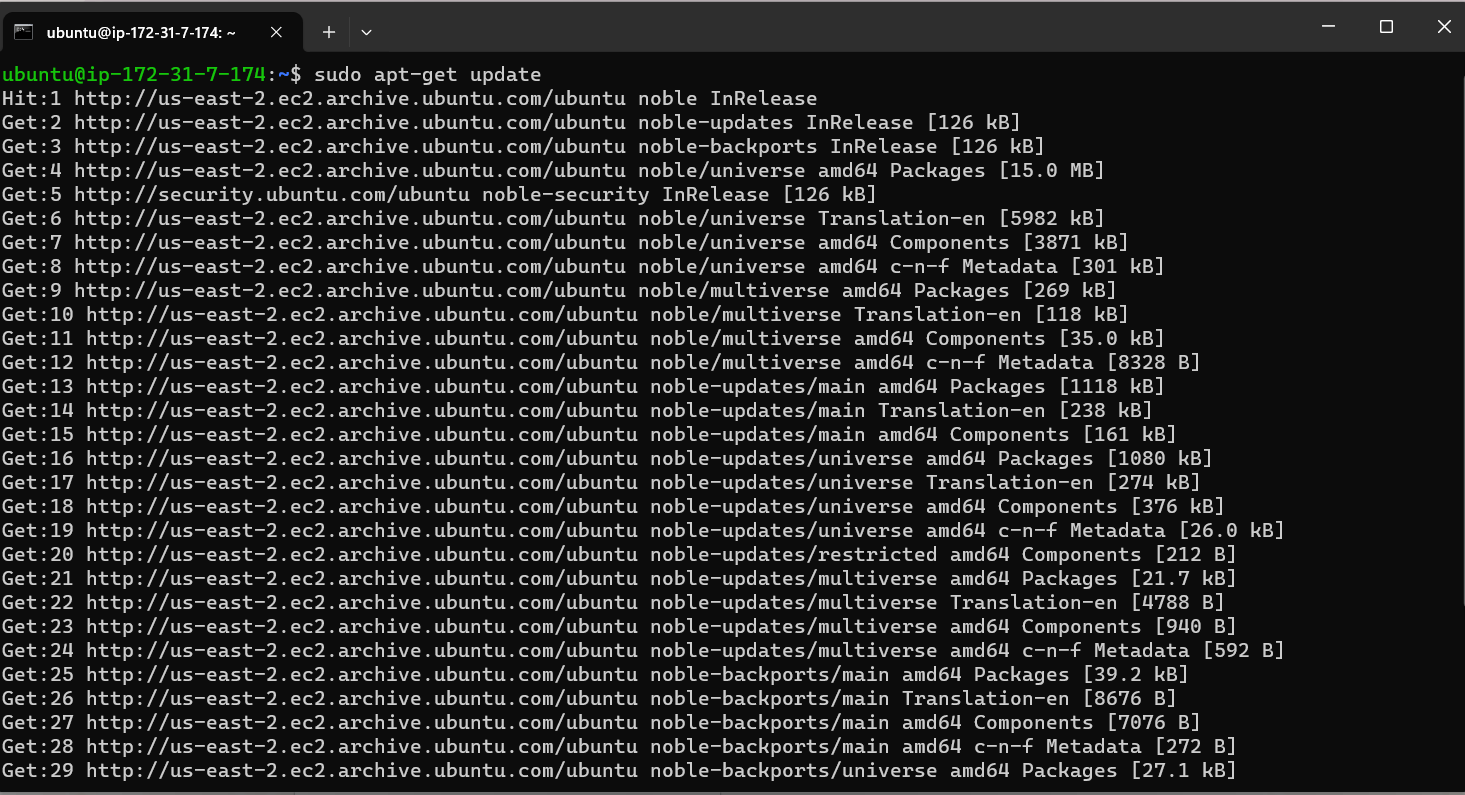 ubuntu@ip-172-31-7-174: ~
ubuntu@ip-172-31-7-174:~$ sudo apt-get update
Hit:1 http://us-east-2.ec2.archive.ubuntu.com/ubuntu noble InRelease
Get:2 http://us-east-2.ec2.archive.ubuntu.com/ubuntu noble-updates InRelease [126 kB]
Get:3 http://us-east-2.ec2.archive.ubuntu.com/ubuntu noble-backports InRelease [126 kB]
Get:4 http://us-east-2.ec2.archive.ubuntu.com/ubuntu noble/universe amd64 Packages [15.0 MB]
Get:5 http://security.ubuntu.com/ubuntu noble-security InRelease [126 kB]
Get:6 http://us-east-2.ec2.archive.ubuntu.com/ubuntu noble/universe Translation-en [5982 kB]
Get:7 http://us-east-2.ec2.archive.ubuntu.com/ubuntu noble/universe amd64 Components [3871 kB]
Get:8 http://us-east-2.ec2.archive.ubuntu.com/ubuntu noble/universe amd64 c-n-f Metadata [301 kB]
Get:9 http://us-east-2.ec2.archive.ubuntu.com/ubuntu noble/multiverse amd64 Packages [269 kB]
Get:10 http://us-east-2.ec2.archive.ubuntu.com/ubuntu noble/multiverse Translation-en [118 kB]
Get:11 http://us-east-2.ec2.archive.ubuntu.com/ubuntu noble/multiverse amd64 Components [35.0 kB]
Get:12 http://us-east-2.ec2.archive.ubuntu.com/ubuntu noble/multiverse amd64 c-n-f Metadata [8328 B]
Get:13 http://us-east-2.ec2.archive.ubuntu.com/ubuntu noble-updates/main amd64 Packages [1118 kB]
Get:14 http://us-east-2.ec2.archive.ubuntu.com/ubuntu noble-updates/main Translation-en [238 kB]
Get:15 http://us-east-2.ec2.archive.ubuntu.com/ubuntu noble-updates/main amd64 Components [161 kB]
Get:16 http://us-east-2.ec2.archive.ubuntu.com/ubuntu noble-updates/universe amd64 Packages [1080 kB]
Get:17 http://us-east-2.ec2.archive.ubuntu.com/ubuntu noble-updates/universe Translation-en [274 kB]
Get:18 http://us-east-2.ec2.archive.ubuntu.com/ubuntu noble-updates/universe amd64 Components [376 kB]
Get:19 http://us-east-2.ec2.archive.ubuntu.com/ubuntu noble-updates/universe amd64 c-n-f Metadata [26.0 kB]
Get:20 http://us-east-2.ec2.archive.ubuntu.com/ubuntu noble-updates/restricted amd64 Components [212 B]
Get:21 http://us-east-2.ec2.archive.ubuntu.com/ubuntu noble-updates/multiverse amd64 Packages [21.7 kB]
Get:22 http://us-east-2.ec2.archive.ubuntu.com/ubuntu noble-updates/multiverse Translation-en [4788 B]
Get:23 http://us-east-2.ec2.archive.ubuntu.com/ubuntu noble-updates/multiverse amd64 Components [940 B]
Get:24 http://us-east-2.ec2.archive.ubuntu.com/ubuntu noble-updates/multiverse amd64 c-n-f Metadata [592 B]
Get:25 http://us-east-2.ec2.archive.ubuntu.com/ubuntu noble-backports/main amd64 Packages [39.2 kB]
Get:26 http://us-east-2.ec2.archive.ubuntu.com/ubuntu noble-backports/main Translation-en [8676 B]
Get:27 http://us-east-2.ec2.archive.ubuntu.com/ubuntu noble-backports/main amd64 Components [7076 B]
Get:28 http://us-east-2.ec2.archive.ubuntu.com/ubuntu noble-backports/main amd64 c-n-f Metadata [272 B]
Get:29 http://us-east-2.ec2.archive.ubuntu.com/ubuntu noble-backports/universe amd64 Packages [27.1 kB]